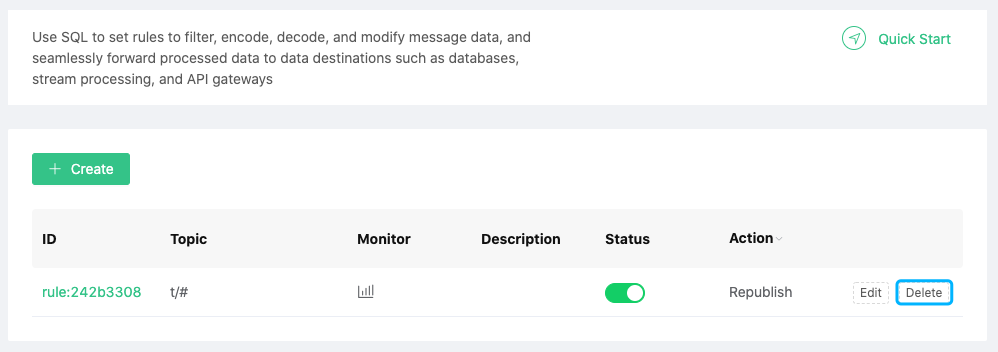 Use SQL to set rules to filter, encode, decode, and modify message data, and
seamlessly forward processed data to data destinations such as databases,
stream processing, and API gateways
Quick Start
Create
ID Topic Monitor Description Status Action
rule:242b3308 t/# Republish Edit Delete